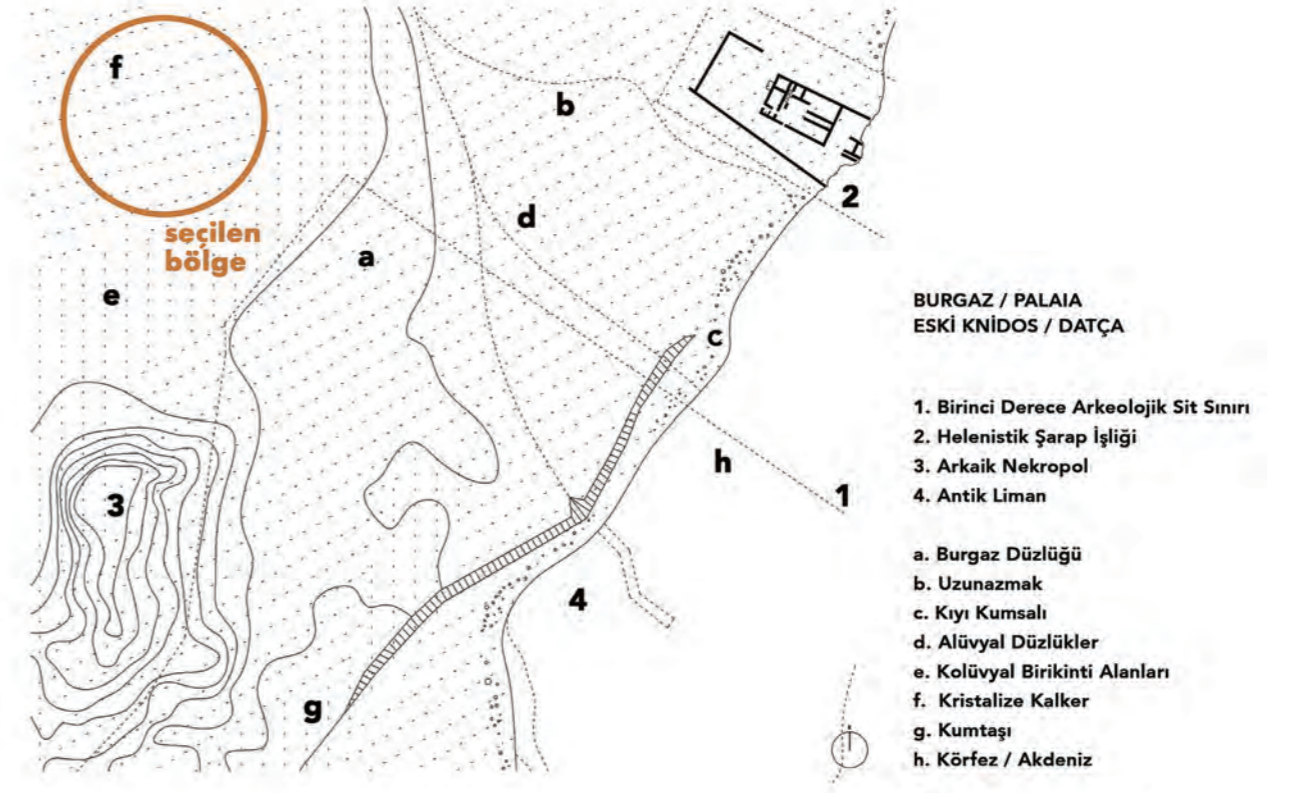 f
seçilen
bölge
b
2
d
a
e
c
h
1
3
4
g
BURGAZ / PALAIA
ESKİ KNİDOS / DATÇA
1. Birinci Derece Arkeolojik Sit Sınırı
2. Helenistik Şarap İşliği
3. Arkaik Nekropol
4. Antik Liman
a. Burgaz Düzlüğü
b. Uzunazmak
c. Kıyı Kumsalı
d. Alüvyal Düzlükler
e. Kolüvyal Birikinti Alanları
f. Kristalize Kalker
g. Kumtaşı
h. Körfez / Akdeniz